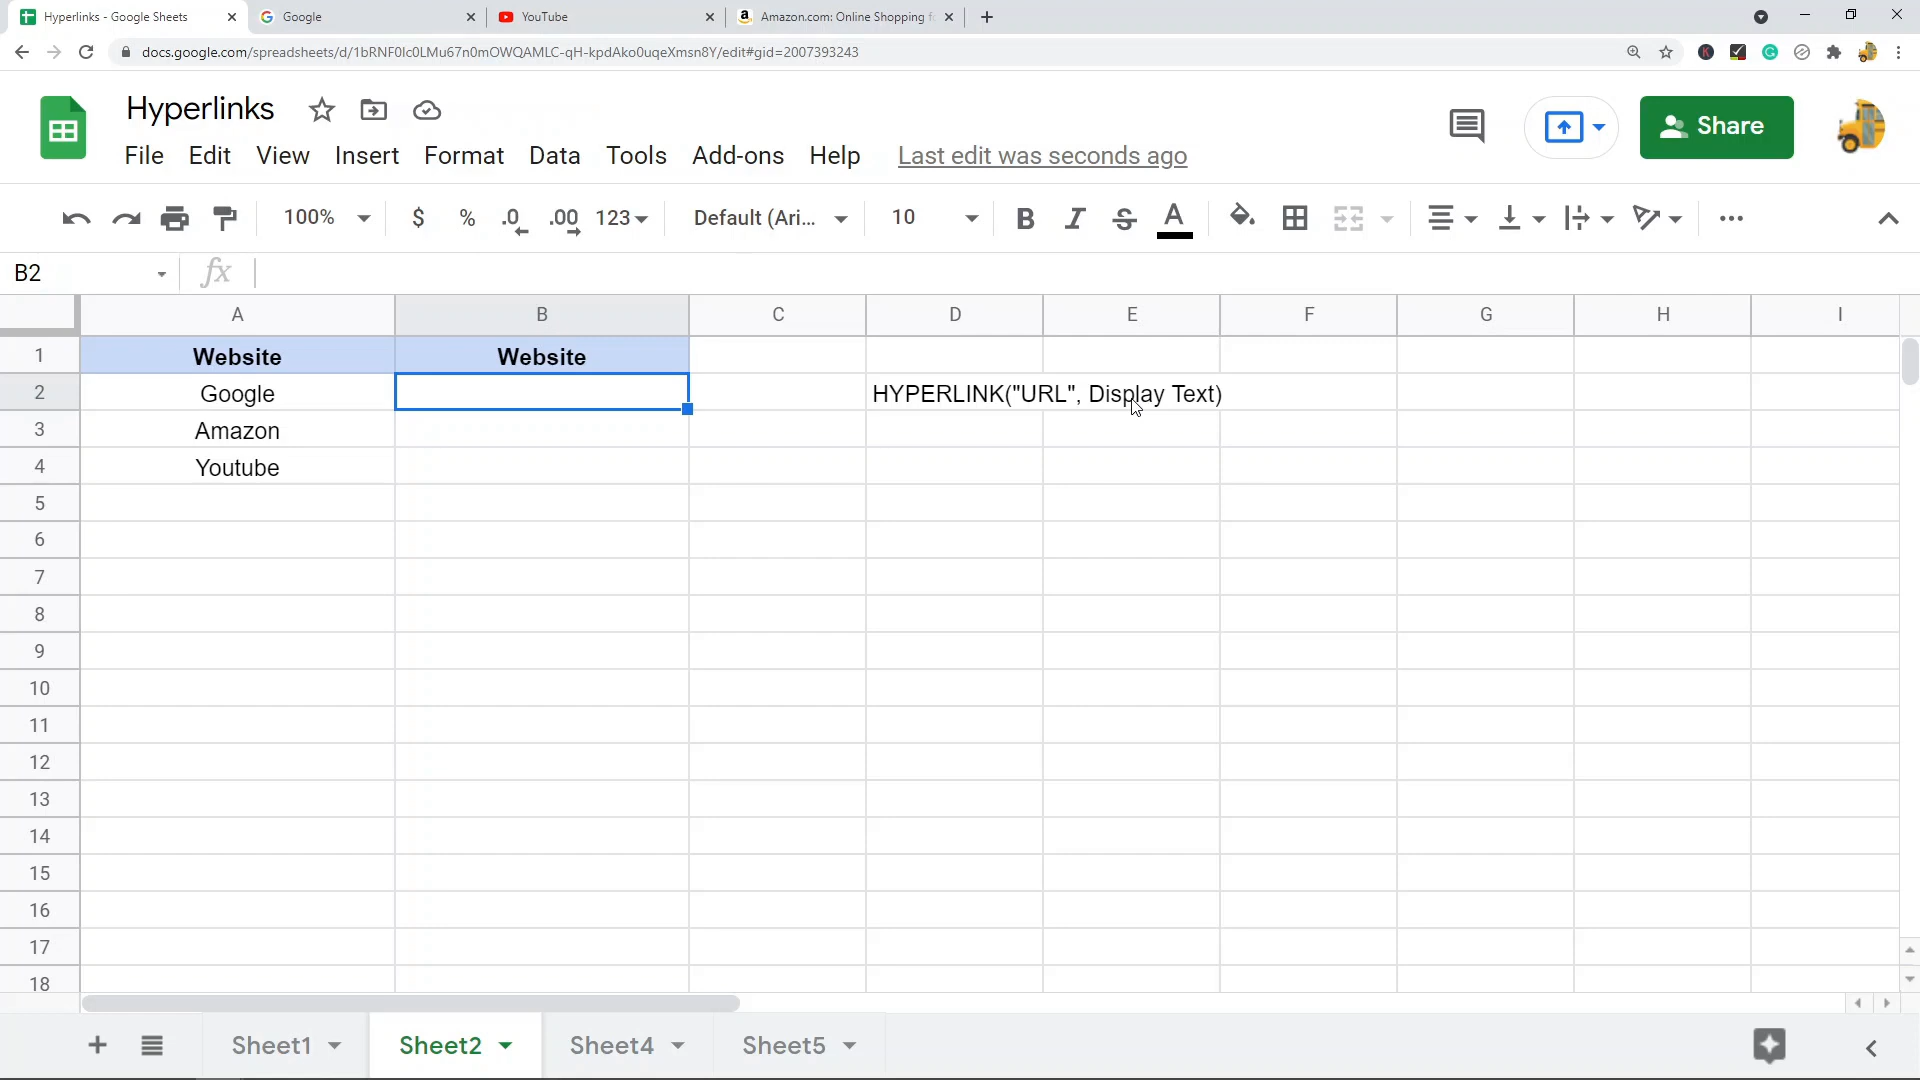 Hyperlinks - Google Sheets
Google
YouTube
Amazon.com: Online Shopping f
docs.google.com/spreadsheets/d/1bRNF0Ic0LMu67n0mOWQAMLC-qH-kpdAko0uqeXmsn8Y/edit#gid=2007393243
Hyperlinks
Share
File Edit View Insert Format Data Tools Add-ons Help Last edit was seconds ago
100% $ % .0 .00 123 Default (Ari... 10 B I S A
B2 fx
A B C D E F G H I
1 Website Website
2 Google HYPERLINK("URL", Display Text)
3 Amazon
4 Youtube
5
6
7
8
9
10
11
12
13
14
15
16
17
18
Sheet1 Sheet2 Sheet4 Sheet5